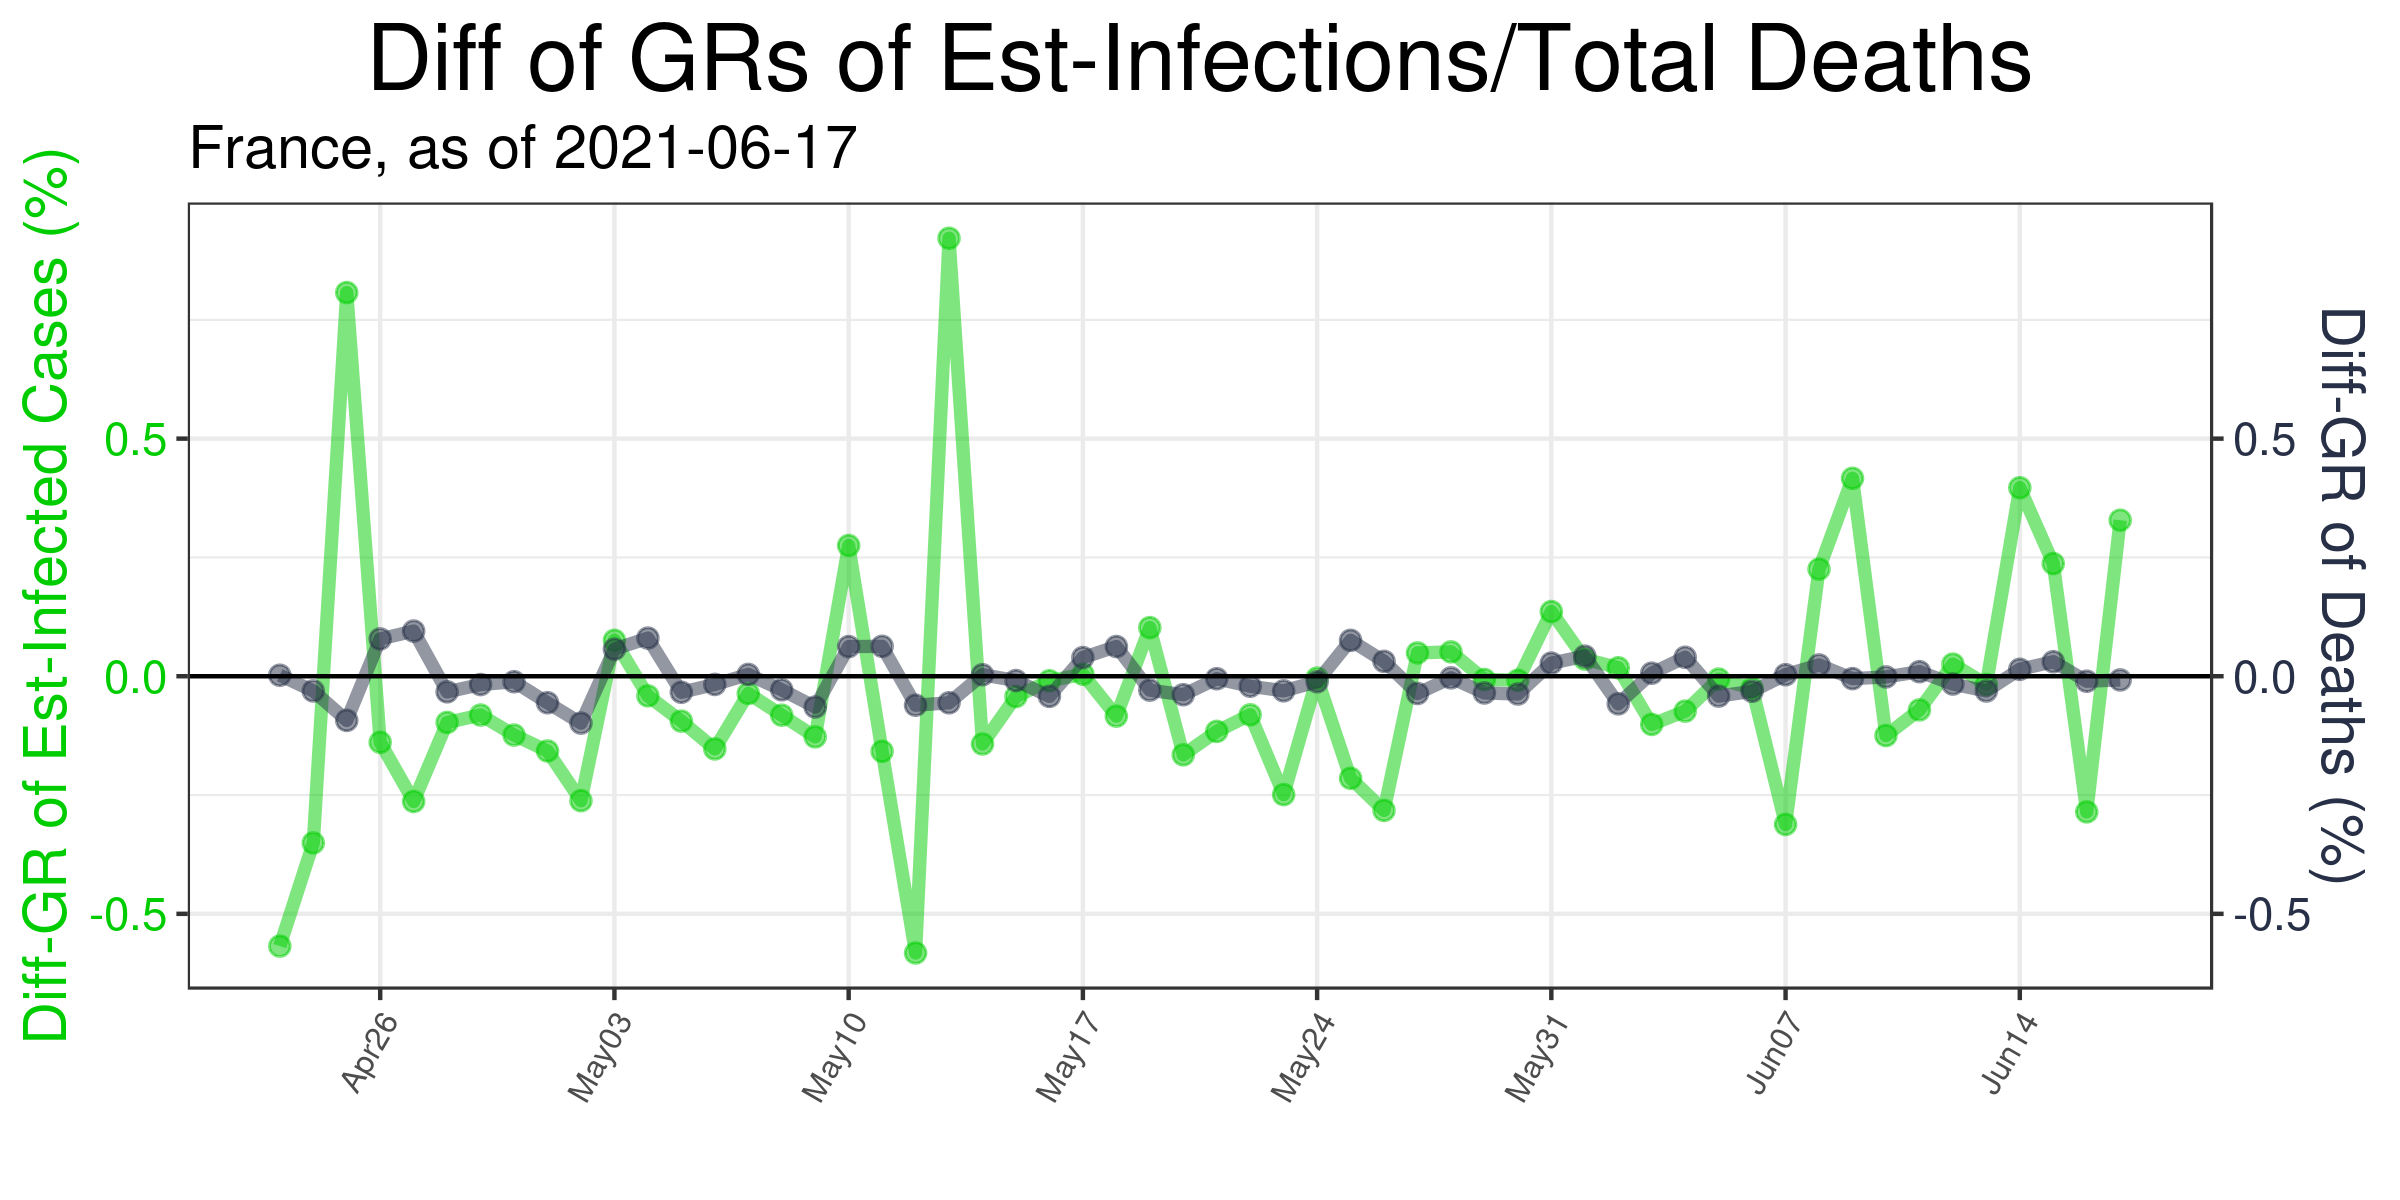 Diff of GRs of Est-Infections/Total Deaths
France, as of 2021-06-17
Diff-GR of Est-Infected Cases (%)
0.5
0.0
-0.5
0.5
0.0
-0.5
Diff-GR of Deaths (%)
Apr26
May03
May10
May17
May24
May31
Jun07
Jun14